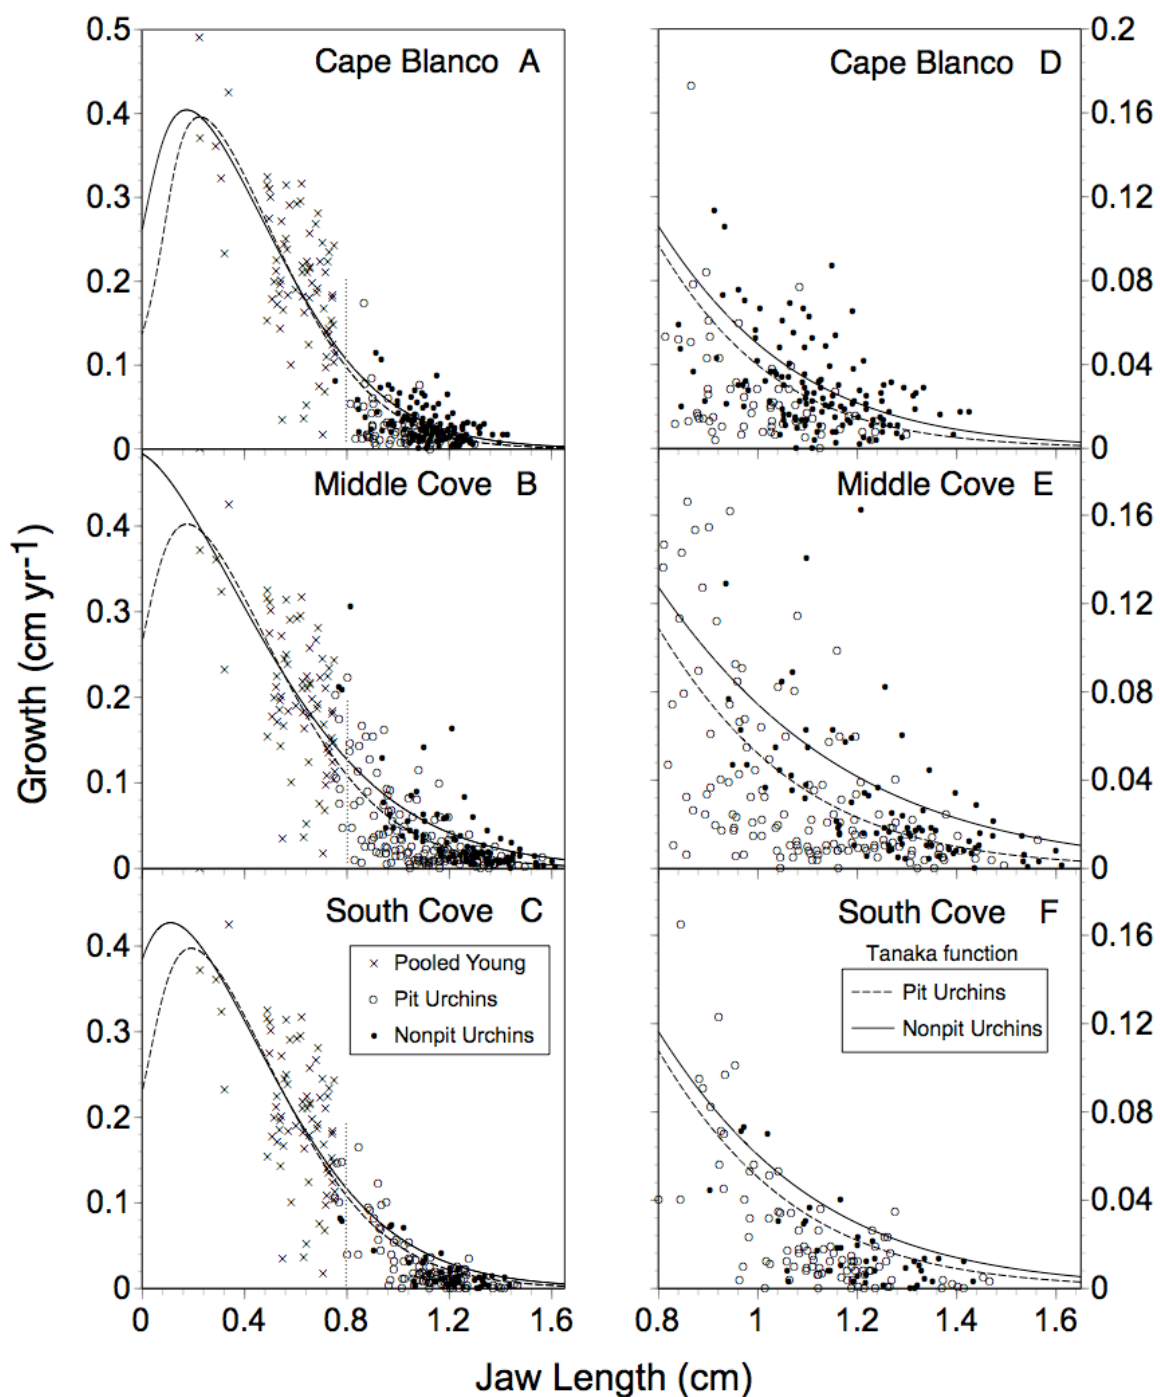 Cape Blanco A
0.5
0.4
0.3
0.2
0.1
0
Middle Cove B
0.4
0.3
0.2
0.1
0
South Cove C
× Pooled Young
○ Pit Urchins
• Nonpit Urchins
0.4
0.3
0.2
0.1
0
0 0.4 0.8 1.2 1.6
Growth (cm yr-1)
Cape Blanco D
0.2
0.16
0.12
0.08
0.04
0
Middle Cove E
0.16
0.12
0.08
0.04
0
South Cove F
Tanaka function
Pit Urchins
Nonpit Urchins
0.16
0.12
0.08
0.04
0
0.8 1 1.2 1.4 1.6
Jaw Length (cm)